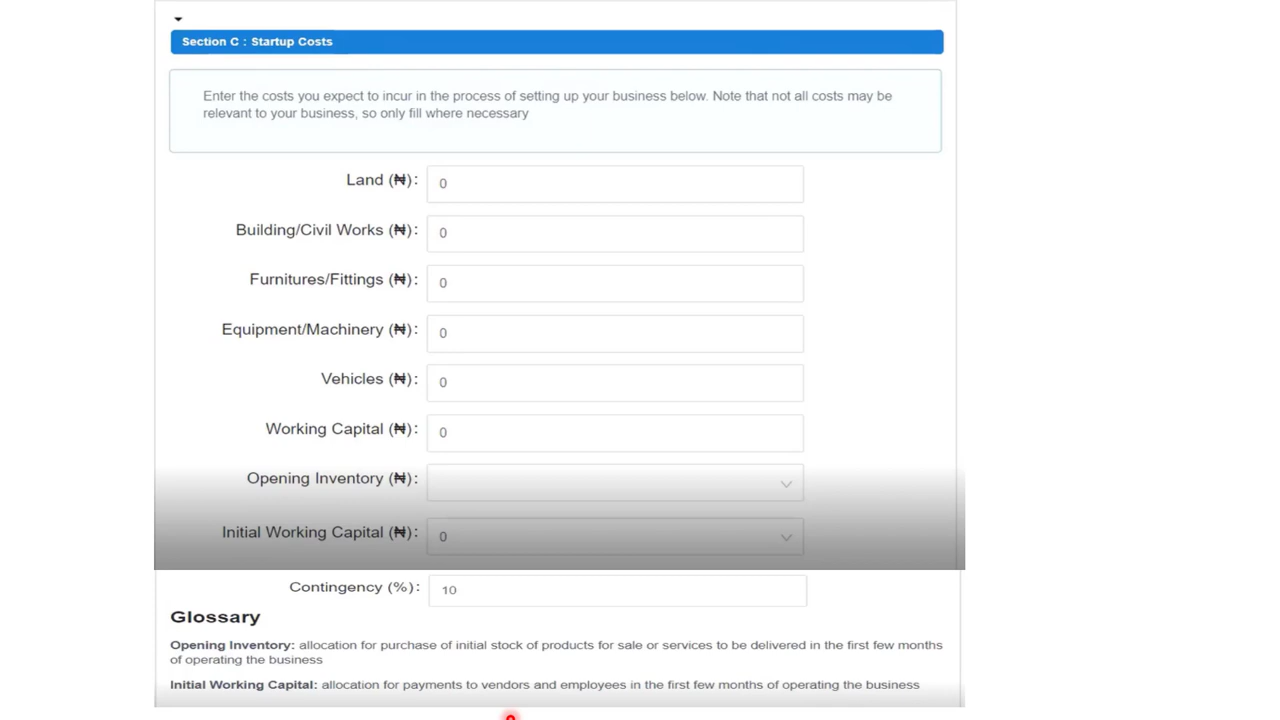 Section C : Startup Costs
Enter the costs you expect to incur in the process of setting up your business below. Note that not all costs may be
relevant to your business, so only fill where necessary
Land (₦): 0
Building/Civil Works (₦): 0
Furnitures/Fittings (₦): 0
Equipment/Machinery (₦): 0
Vehicles (₦): 0
Working Capital (₦): 0
Opening Inventory (₦):
Initial Working Capital (₦): 0
Contingency (%): 10
Glossary
Opening Inventory: allocation for purchase of initial stock of products for sale or services to be delivered in the first few months
of operating the business
Initial Working Capital: allocation for payments to vendors and employees in the first few months of operating the business